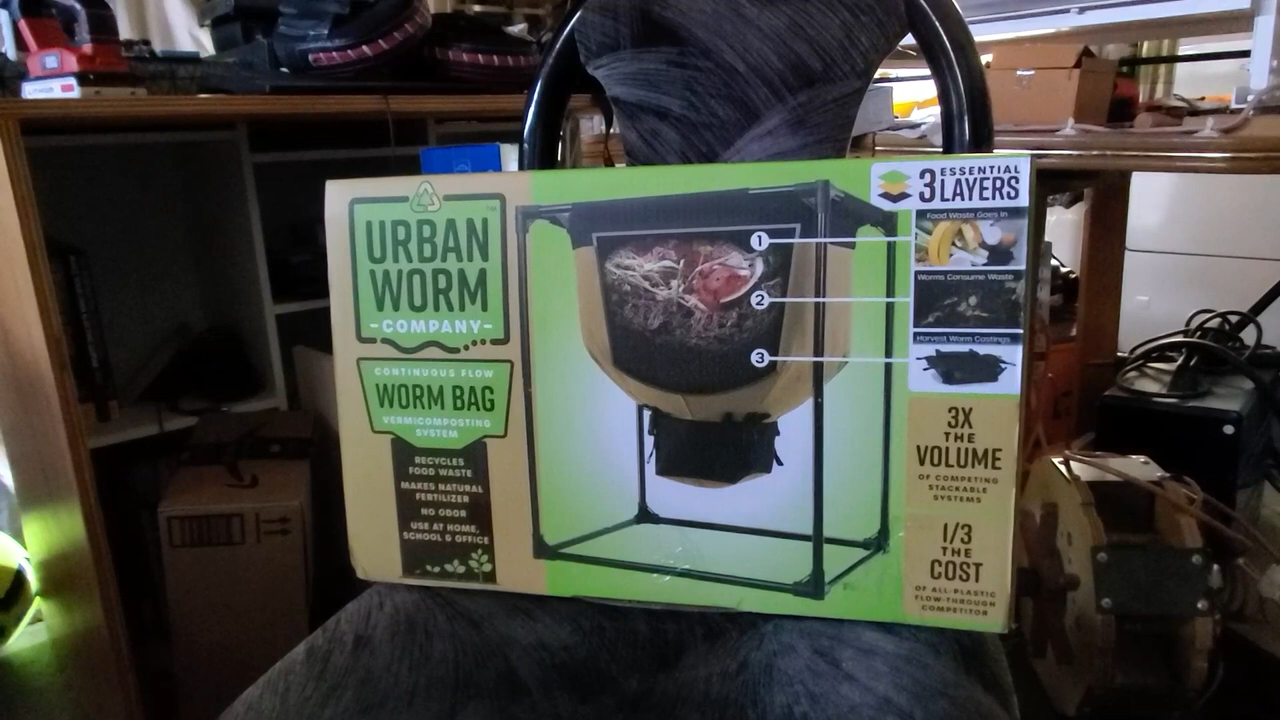 URBAN
WORM
-COMPANY-
™
CONTINUOUS FLOW
WORM BAG
VERMICOMPOSTING
SYSTEM
RECYCLES
FOOD WASTE
MAKES NATURAL
FERTILIZER
NO ODOR
USE AT HOME,
SCHOOL & OFFICE
1
2
3
3 ESSENTIAL
LAYERS
Food Waste Goes In
Worms Consume Waste
Harvest Worm Castings
3X
THE
VOLUME
OF COMPETING
STACKABLE
SYSTEMS
1/3
THE
COST
OF ALL-PLASTIC
FLOW-THROUGH
COMPETITOR